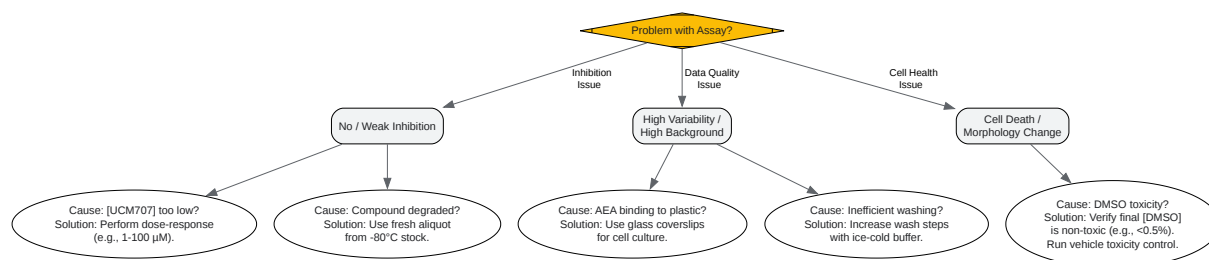 Problem with Assay?
Inhibition
Issue
Data Quality
Issue
Cell Health
Issue
No / Weak Inhibition
High Variability /
High Background
Cell Death /
Morphology Change
Cause: [UCM707] too low?
Solution: Perform dose-response
(e.g., 1-100 µM).
Cause: Compound degraded?
Solution: Use fresh aliquot
from -80°C stock.
Cause: AEA binding to plastic?
Solution: Use glass coverslips
for cell culture.
Cause: Inefficient washing?
Solution: Increase wash steps
with ice-cold buffer.
Cause: DMSO toxicity?
Solution: Verify final [DMSO]
is non-toxic (e.g., <0.5%).
Run vehicle toxicity control.